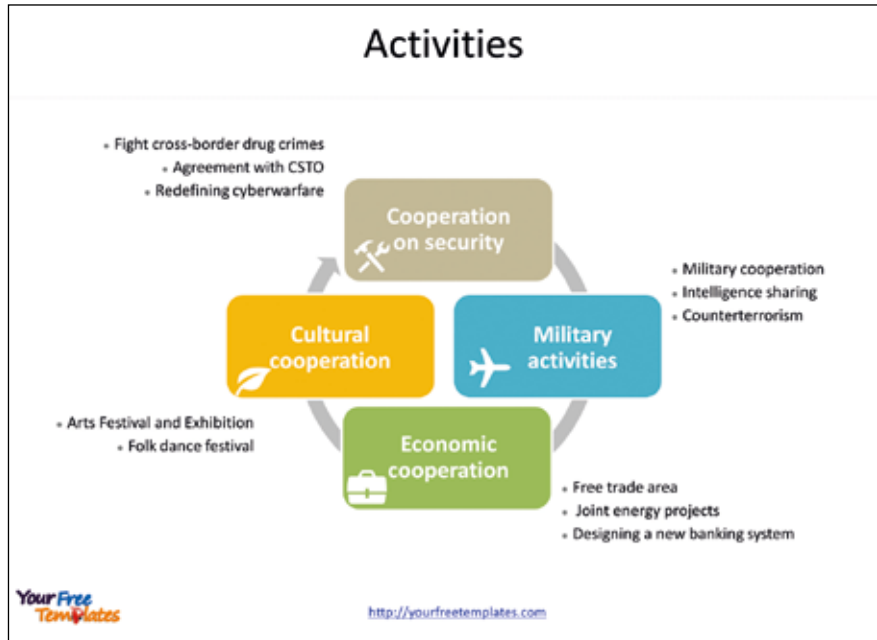 Activities
Fight cross-border drug crimes
Agreement with CSTO
Redefining cyberwarfare
Cooperation
on security
Military cooperation
Intelligence sharing
Counterterrorism
Cultural
cooperation
Military
activities
Arts Festival and Exhibition
Folk dance festival
Economic
cooperation
Free trade area
Joint energy projects
Designing a new banking system
Your Free
Templates
http://yourfreetemplates.com